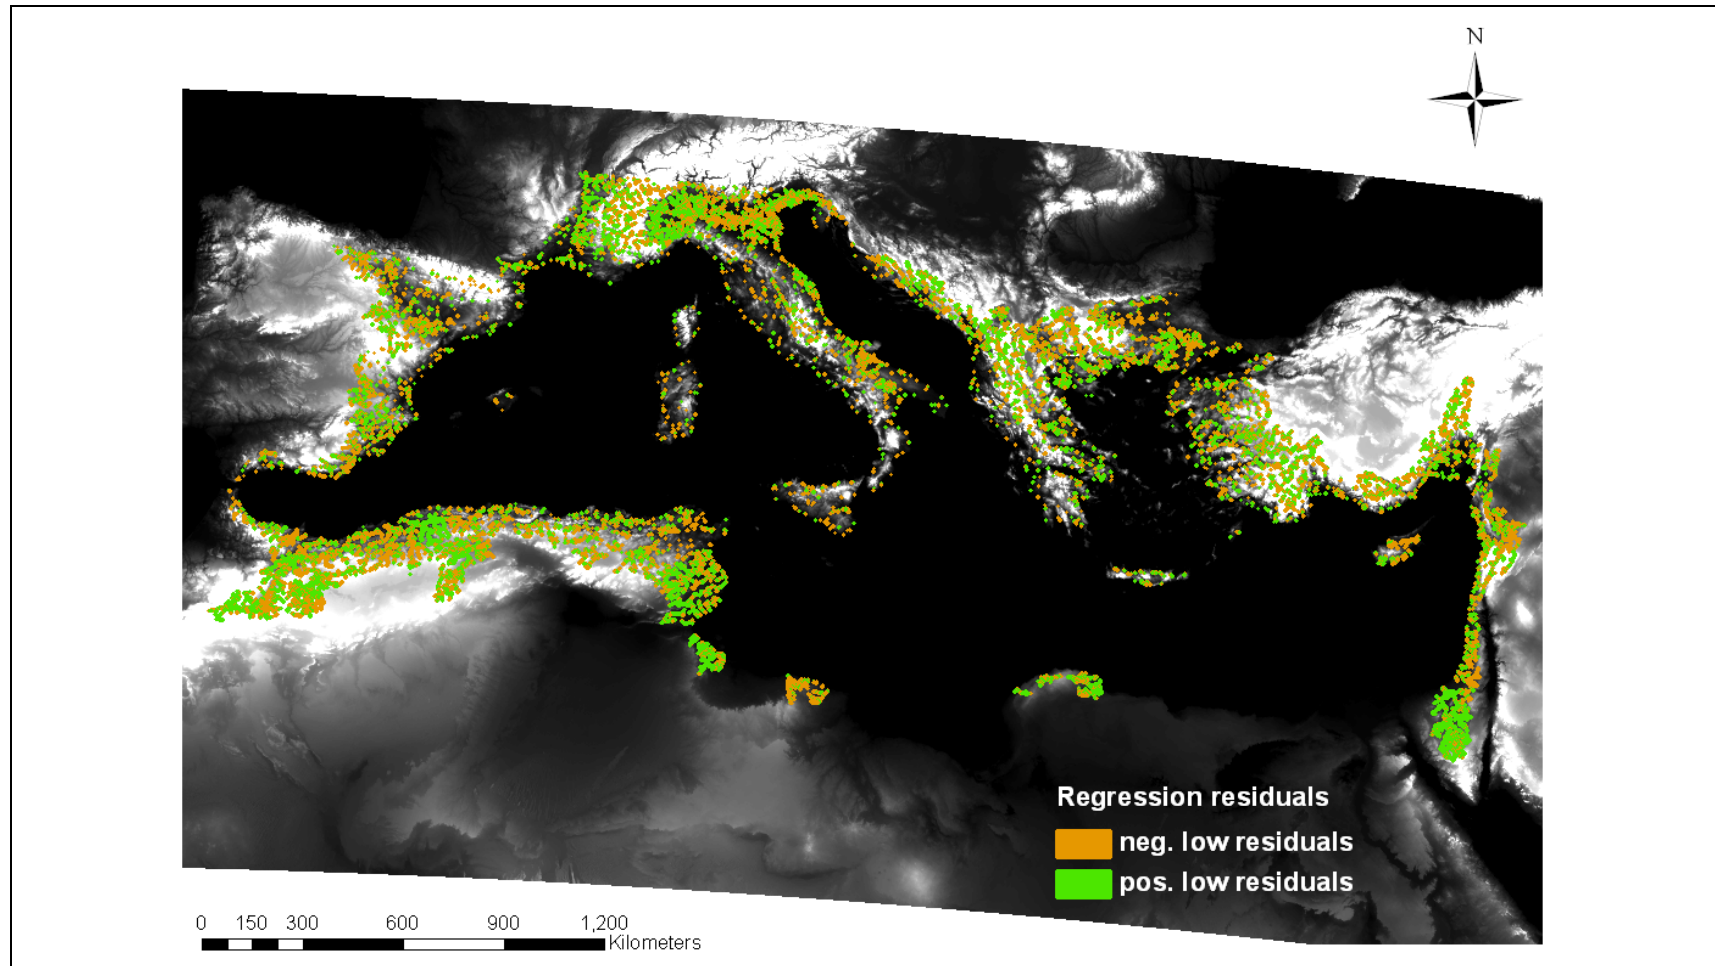 N
Regression residuals
neg. low residuals
pos. low residuals
0 150 300 600 900 1,200
Kilometers